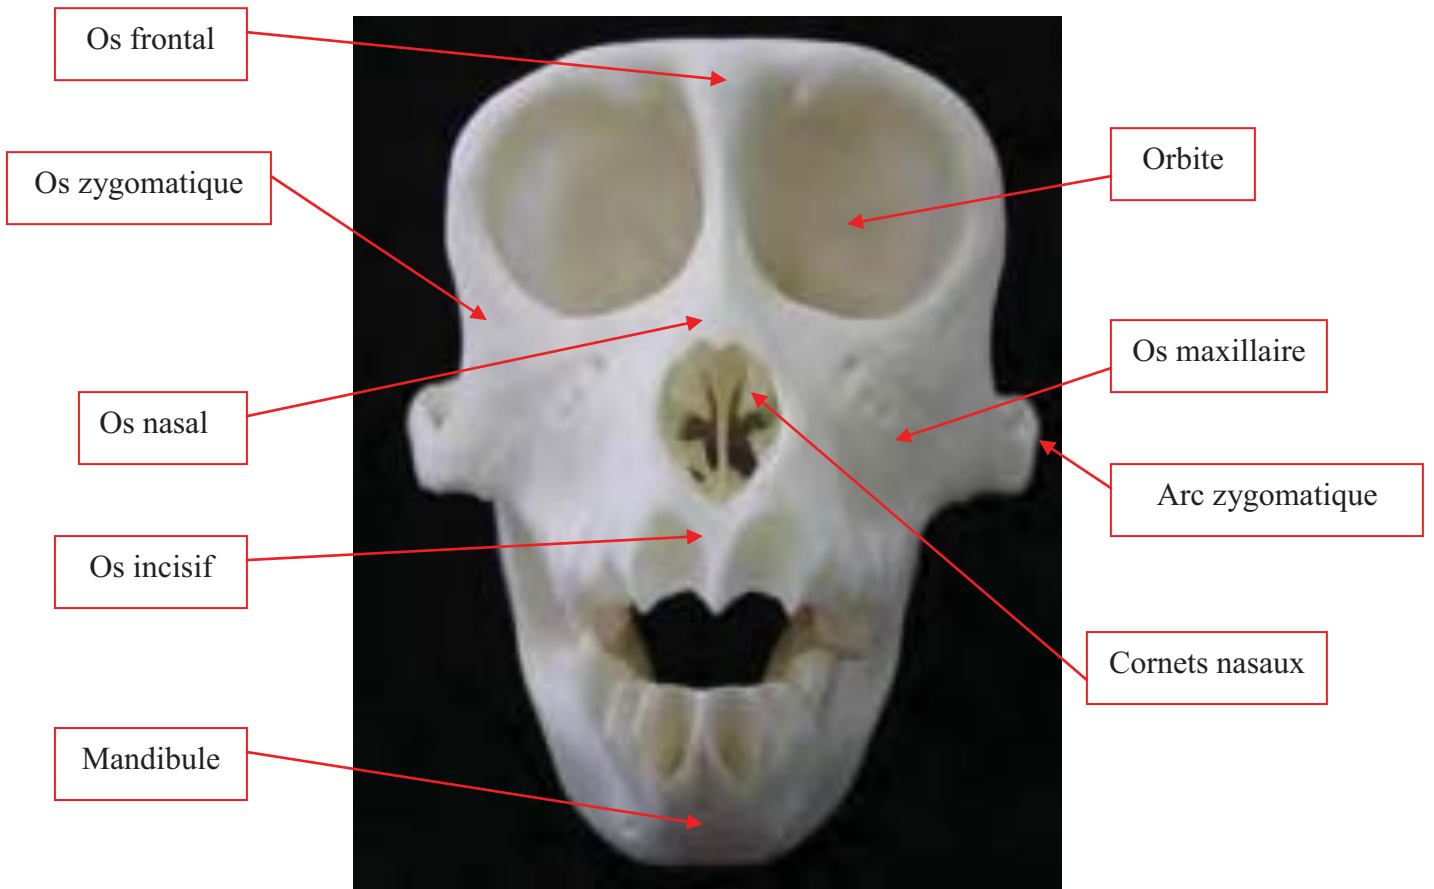 Os frontal
Orbite
Os zygomatique
Os maxillaire
Os nasal
Arc zygomatique
Os incisif
Cornets nasaux
Mandibule